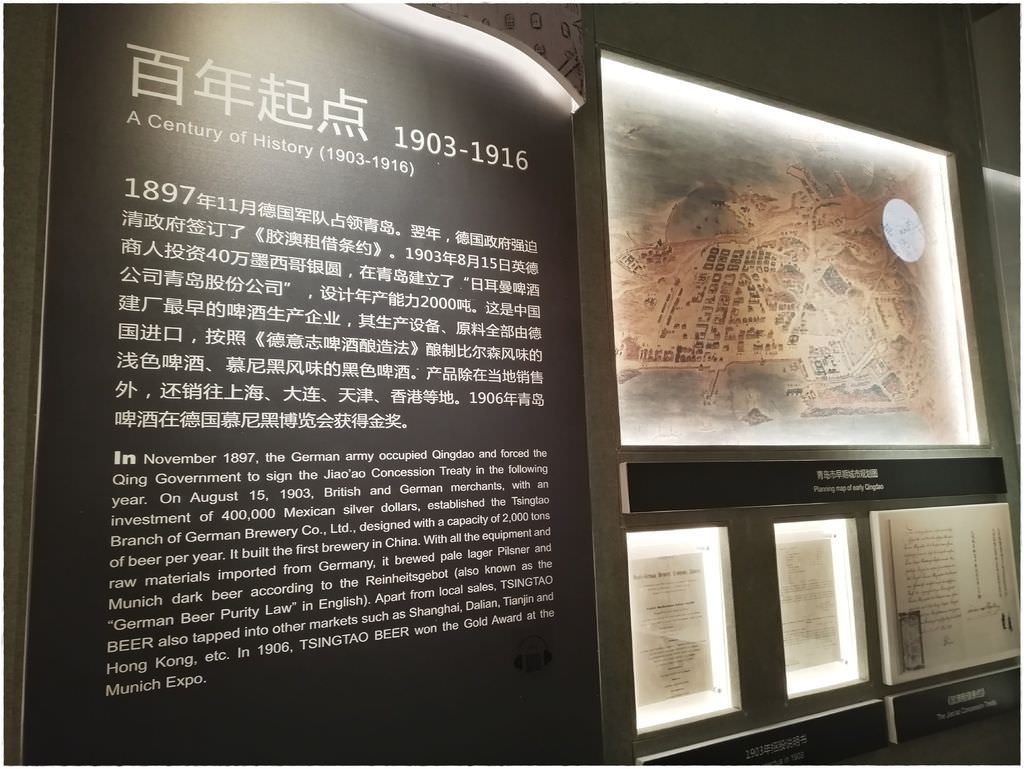 百年起点 1903-1916
A Century of History (1903-1916)
1897年11月德国军队占领青岛。翌年，德国政府强迫
清政府签订了《胶澳租借条约》。1903年8月15日英德
商人投资40万墨西哥银圆，在青岛建立了“日耳曼啤酒
公司青岛股份公司”，设计年产能力2000吨。这是中国
建厂最早的啤酒生产企业，其生产设备、原料全部由德
国进口，按照《德意志啤酒酿造法》酿制比尔森风味的
浅色啤酒、慕尼黑风味的黑色啤酒。产品除在当地销售
外，还销往上海、大连、天津、香港等地。1906年青岛
啤酒在德国慕尼黑博览会获得金奖。
In November 1897, the German army occupied Qingdao and forced the
Qing Government to sign the Jiao'ao Concession Treaty in the following
year. On August 15, 1903, British and German merchants, with an
investment of 400,000 Mexican silver dollars, established the Tsingtao
Branch of German Brewery Co., Ltd., designed with a capacity of 2,000 tons
of beer per year. It built the first brewery in China. With all the equipment and
raw materials imported from Germany, it brewed pale lager Pilsner and
Munich dark beer according to the Reinheitsgebot (also known as the
“German Beer Purity Law” in English). Apart from local sales, TSINGTAO
BEER also tapped into other markets such as Shanghai, Dalian, Tianjin and
Hong Kong, etc. In 1906, TSINGTAO BEER won the Gold Award at the
Munich Expo.
青岛市早期城市规划图
Planning map of early Qingdao
1903年招股说明书
in 1903
《胶澳租借条约》
The Jiao'ao Concession Treaty